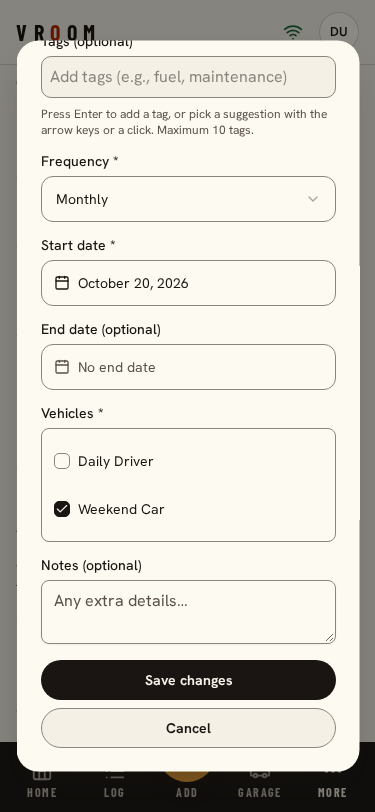 VROOM
DU
Tags (optional)
Add tags (e.g., fuel, maintenance)
Press Enter to add a tag, or pick a suggestion with the
arrow keys or a click. Maximum 10 tags.
Frequency *
Monthly
Start date *
October 20, 2026
End date (optional)
No end date
Vehicles *
Daily Driver
Weekend Car
Notes (optional)
Any extra details...
Save changes
Cancel
HOME
LOG
ADD
GARAGE
MORE